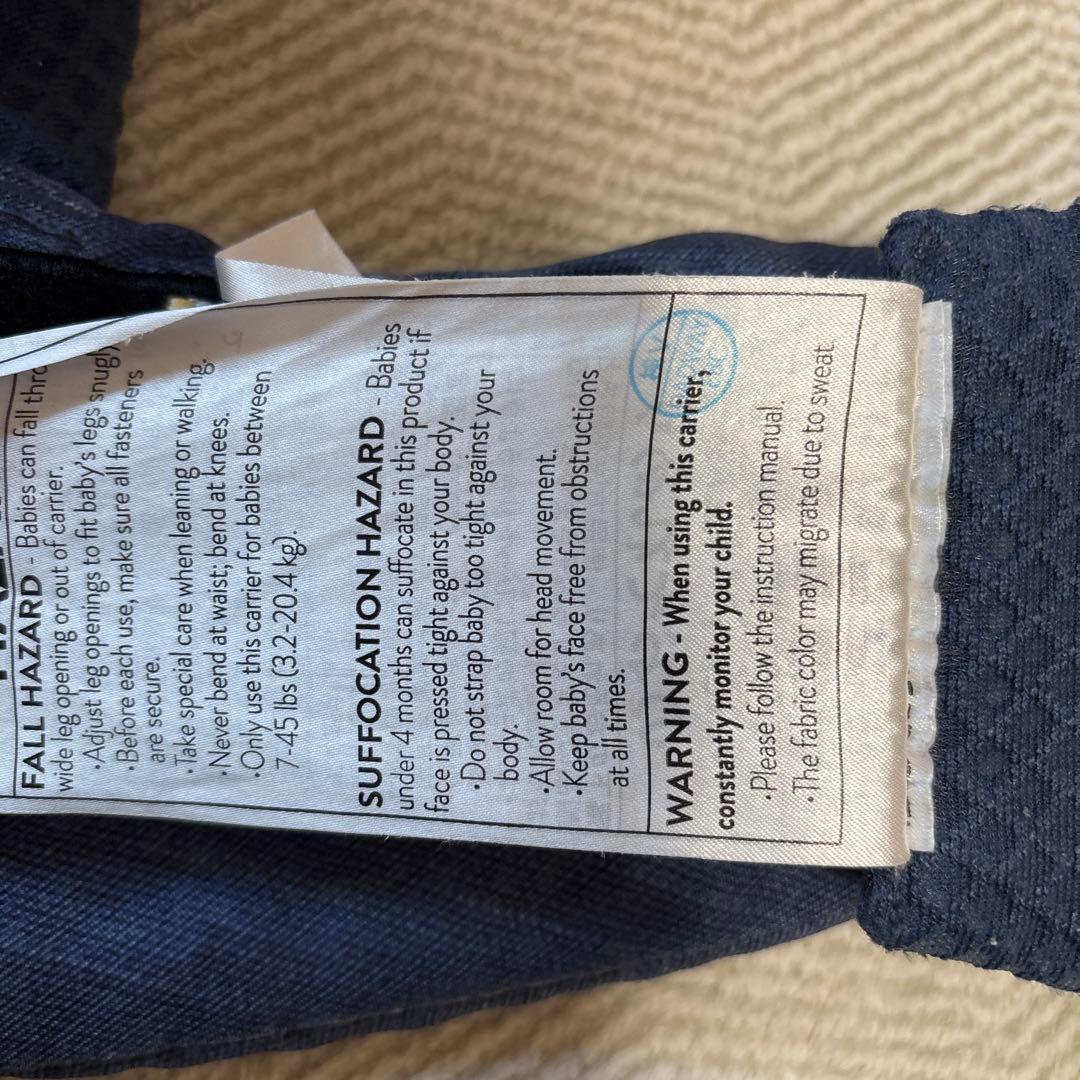 FALL HAZARD - Babies can fall
wide leg opening or out of carrier.
•Adjust leg openings to fit baby's legs snugly
•Before each use, make sure all fasteners
are secure.
•Take special care when leaning or walking.
•Never bend at waist; bend at knees.
•Only use this carrier for babies between
7-45 lbs (3.2-20.4 kg).
SUFFOCATION HAZARD - Babies
under 4 months can suffocate in this product if
face is pressed tight against your body.
•Do not strap baby too tight against your
body.
•Allow room for head movement.
•Keep baby's face free from obstructions
at all times.
WARNING - When using this carrier,
constantly monitor your child.
•Please follow the instruction manual.
•The fabric color may migrate due to sweat.